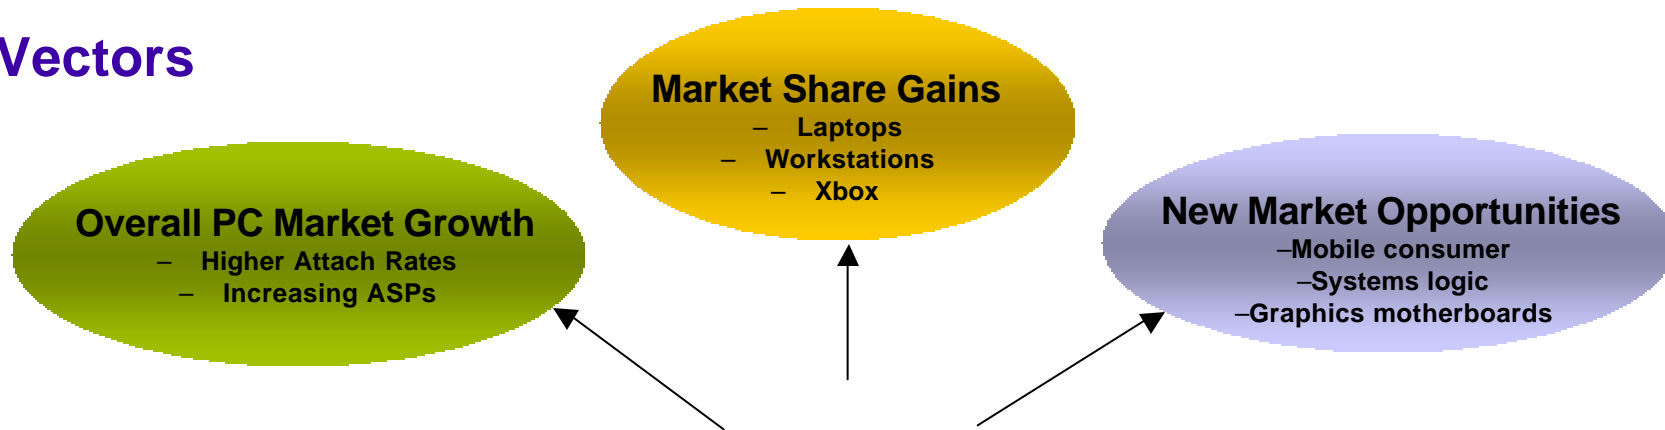 Vectors
Market Share Gains
– Laptops
– Workstations
– Xbox
Overall PC Market Growth
– Higher Attach Rates
– Increasing ASPs
New Market Opportunities
–Mobile consumer
–Systems logic
–Graphics motherboards